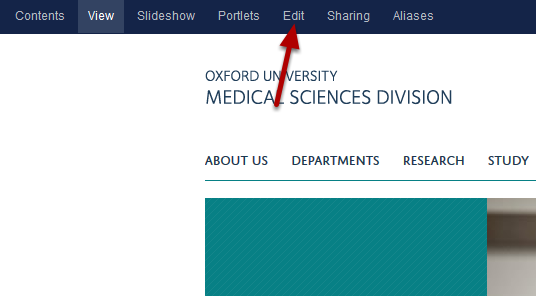 Contents View Slideshow Portlets Edit Sharing Aliases
OXFORD UNIVERSITY
MEDICAL SCIENCES DIVISION
ABOUT US DEPARTMENTS RESEARCH STUDY